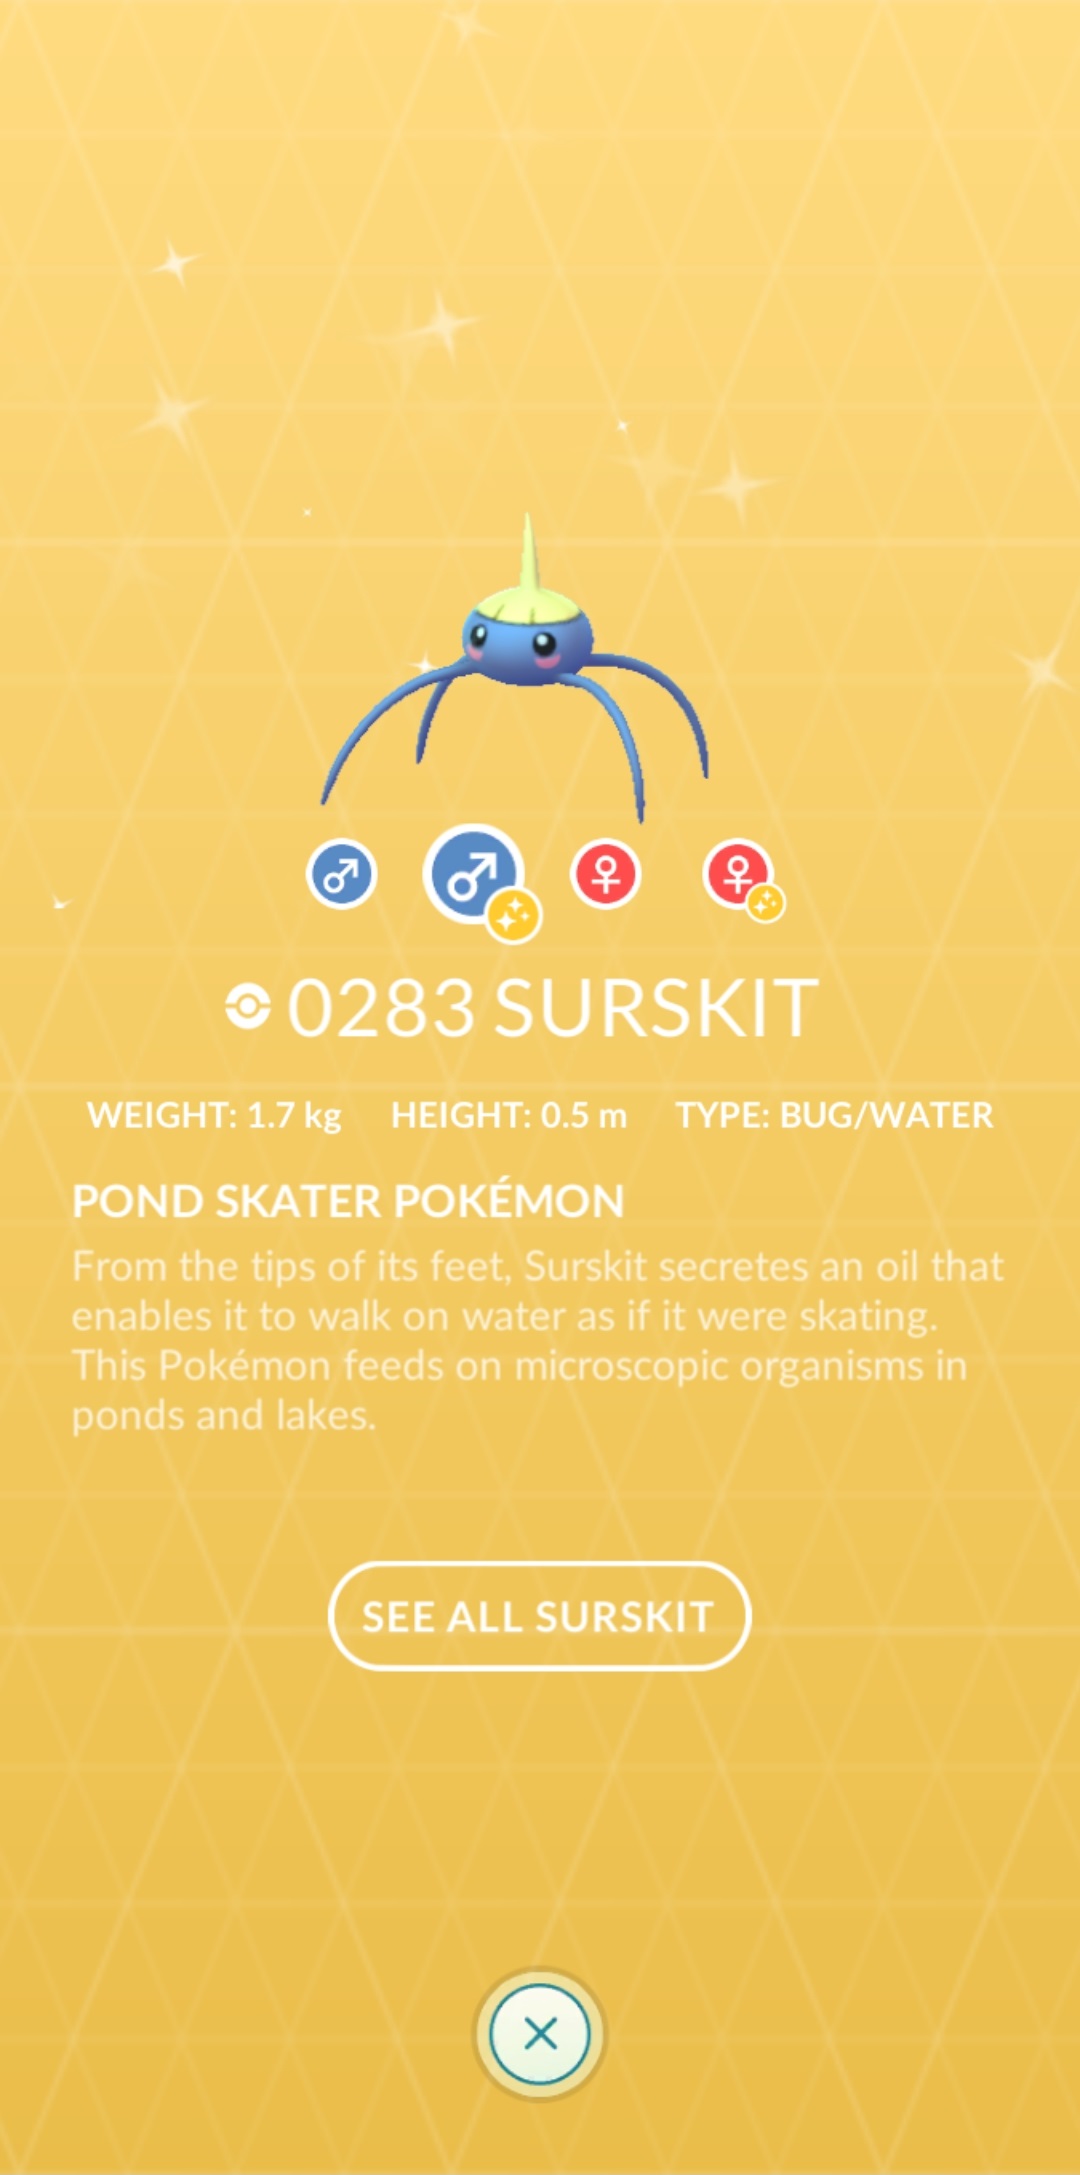 0283 SURSKIT
WEIGHT: 1.7 kg HEIGHT: 0.5 m TYPE: BUG/WATER
POND SKATER POKÉMON
From the tips of its feet, Surskit secretes an oil that
enables it to walk on water as if it were skating.
This Pokémon feeds on microscopic organisms in
ponds and lakes.
SEE ALL SURSKIT